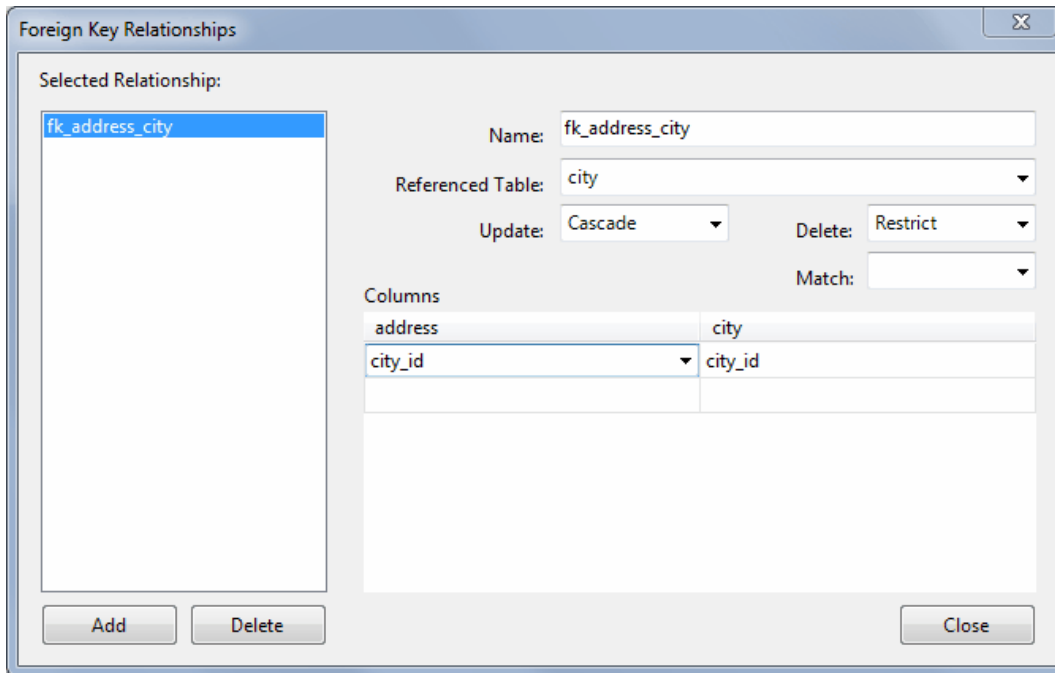 Foreign Key Relationships
Selected Relationship:
fk_address_city
Name: fk_address_city
Referenced Table: city
Update: Cascade Delete: Restrict
Match:
Columns
address city
city_id city_id
Add Delete Close